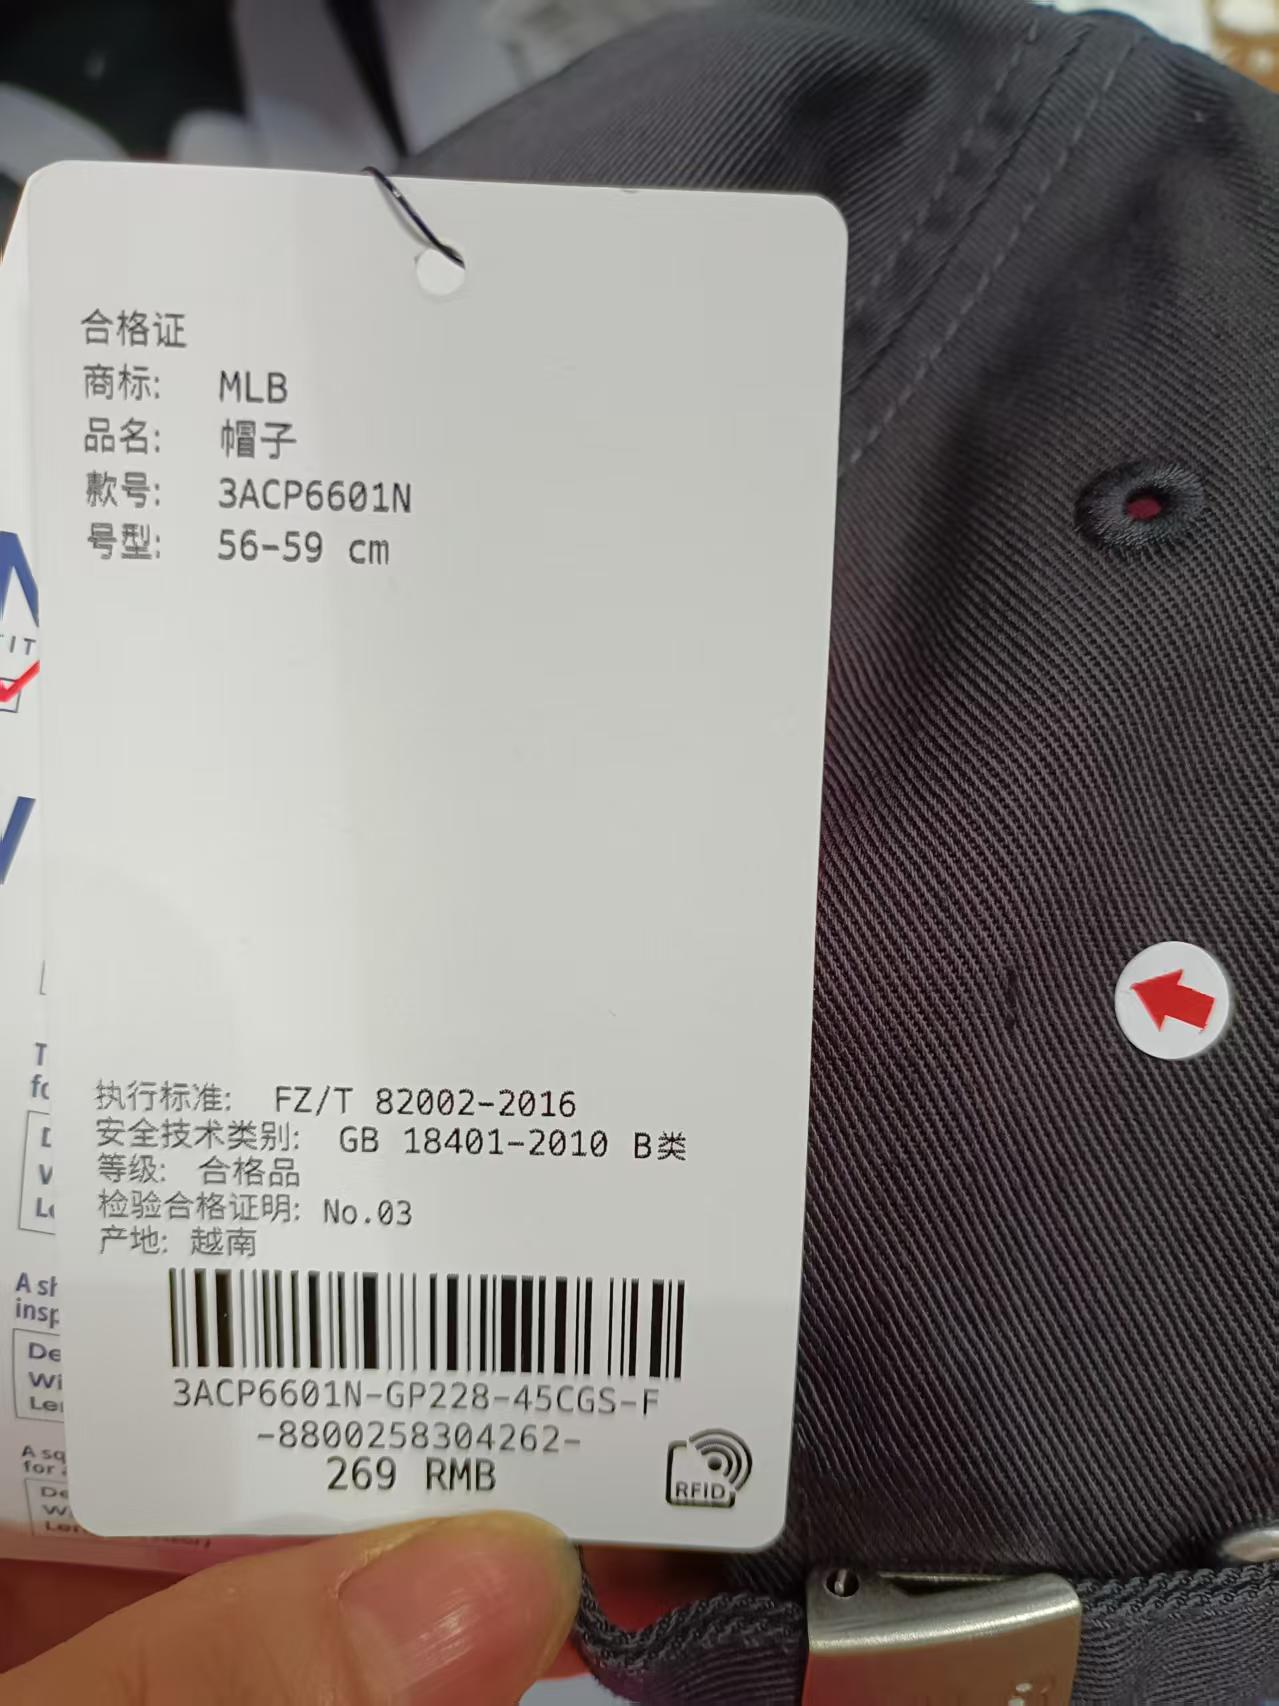 合格证
商标: MLB
品名: 帽子
款号: 3ACP6601N
号型: 56-59 cm
执行标准: FZ/T 82002-2016
安全技术类别: GB 18401-2010 B类
等级: 合格品
检验合格证明: No.03
产地: 越南
3ACP6601N-GP228-45CGS-F
-8800258304262-
269 RMB
RFID
A sq
for